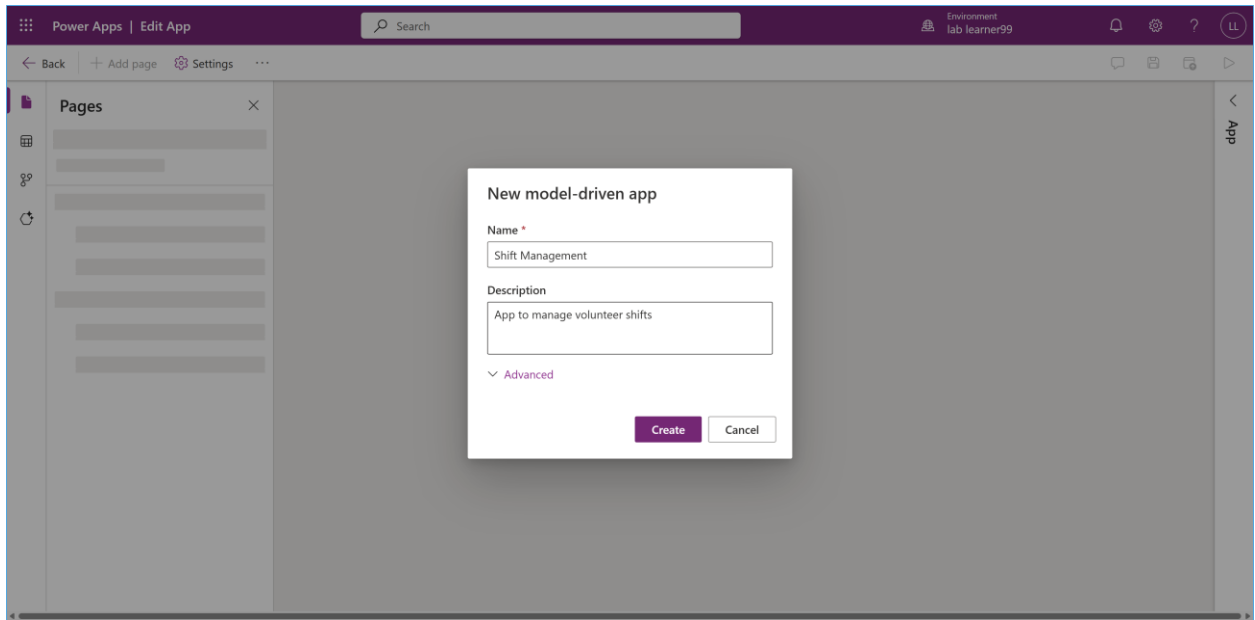 Power Apps | Edit App
Search
Environment
lab learner99
LL
Back
Add page
Settings
Pages
App
New model-driven app
Name *
Shift Management
Description
App to manage volunteer shifts
Advanced
Create
Cancel